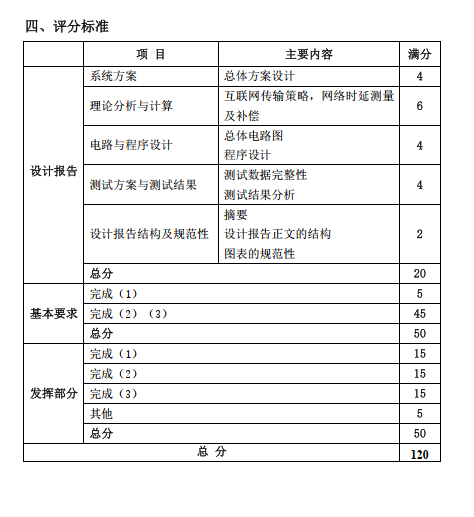 四、评分标准
项 目 主要内容 满分
设计报告
系统方案 总体方案设计 4
理论分析与计算 互联网传输策略，网络时延测量
及补偿 6
电路与程序设计 总体电路图
程序设计 4
测试方案与测试结果 测试数据完整性
测试结果分析 4
设计报告结构及规范性 摘要
设计报告正文的结构
图表的规范性 2
总分 20
基本要求
完成（1） 5
完成（2）（3） 45
总分 50
发挥部分
完成（1） 15
完成（2） 15
完成（3） 15
其他 5
总分 50
总 分 120